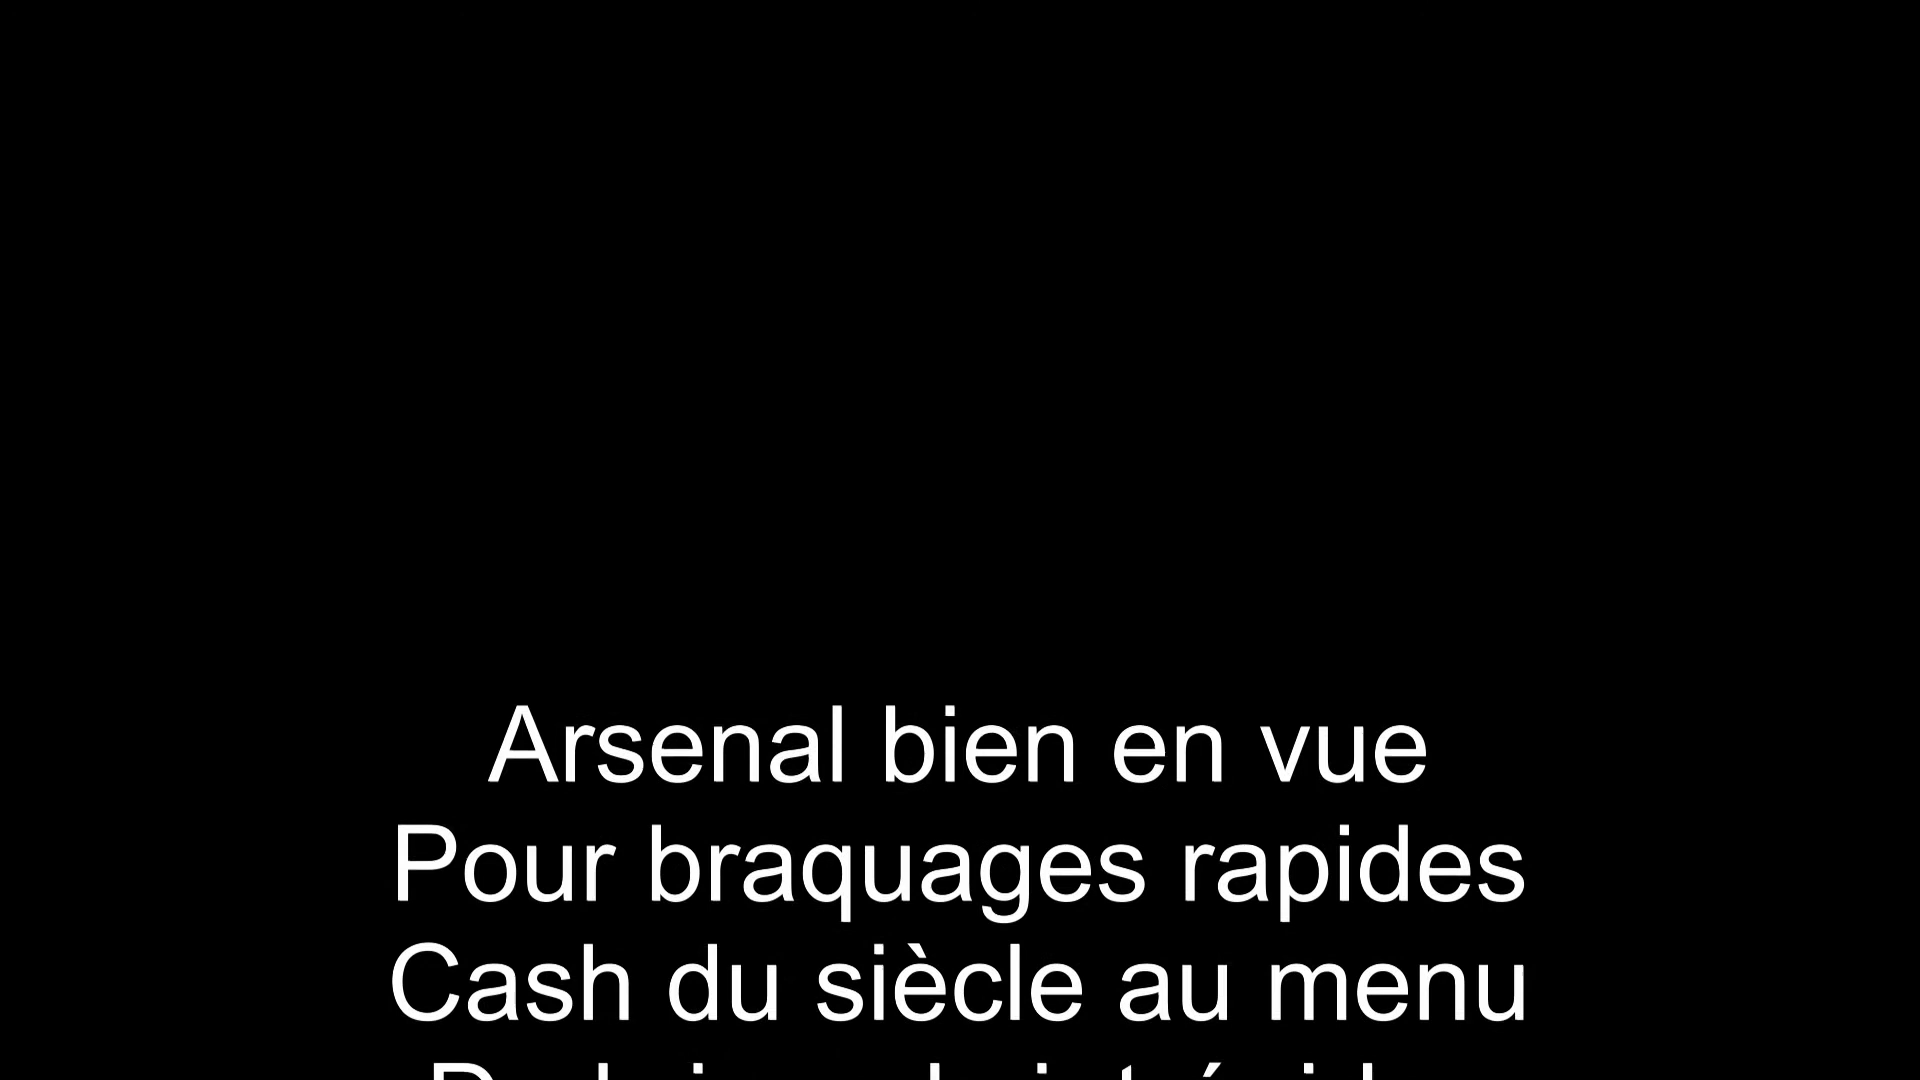 Arsenal bien en vue
Pour braquages rapides
Cash du siècle au menu